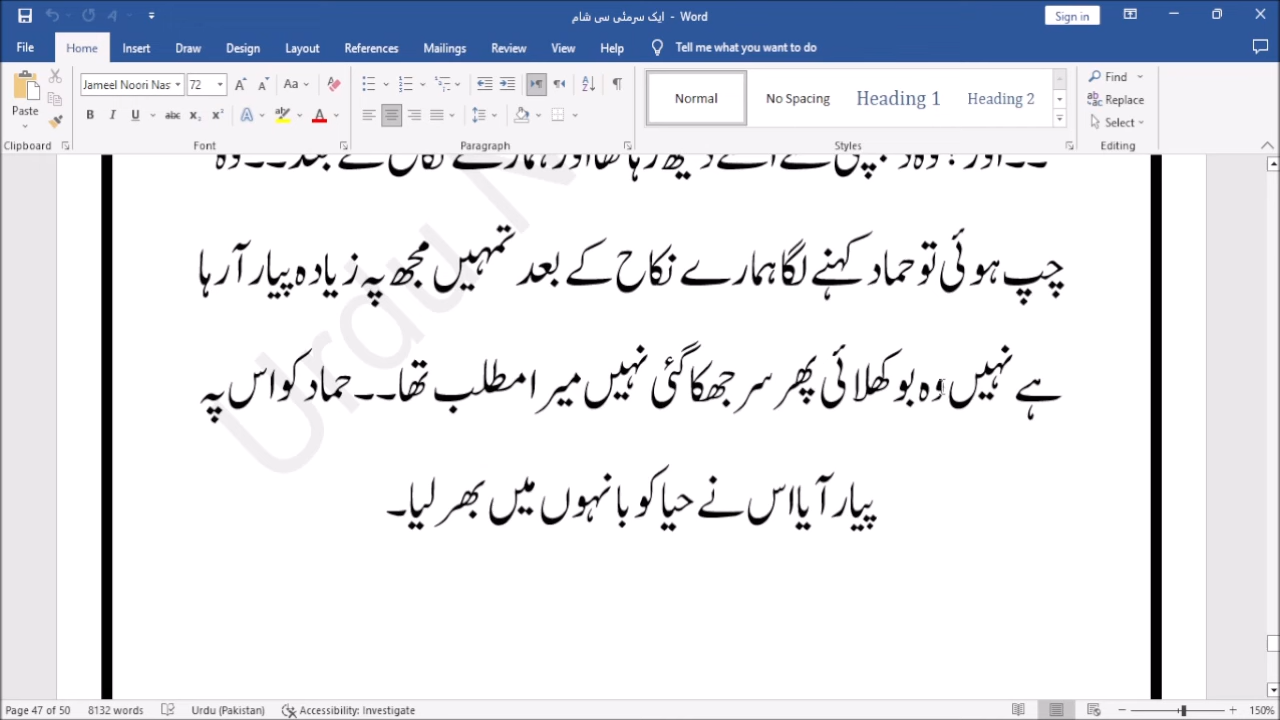 ایک سرمئی سی شام - Word
Sign in
File Home Insert Draw Design Layout References Mailings Review View Help Tell me what you want to do
Paste
Jameel Noori Nas 72
Normal No Spacing Heading 1 Heading 2
Find
Replace
Select
Clipboard Font Paragraph Styles Editing
چپ ہوئی تو حماد کہنے لگا ہمارے نکاح کے بعد تمہیں مجھ پہ زیادہ پیار آ رہا
ہے نہیں وہ بوکھلائی پھر سر جھکا گئی نہیں میرا مطلب تھا۔۔حماد کو اس پہ
پیار آیا اس نے حیا کو بانہوں میں بھر لیا۔
Page 47 of 50 8132 words Urdu (Pakistan) Accessibility: Investigate 150%